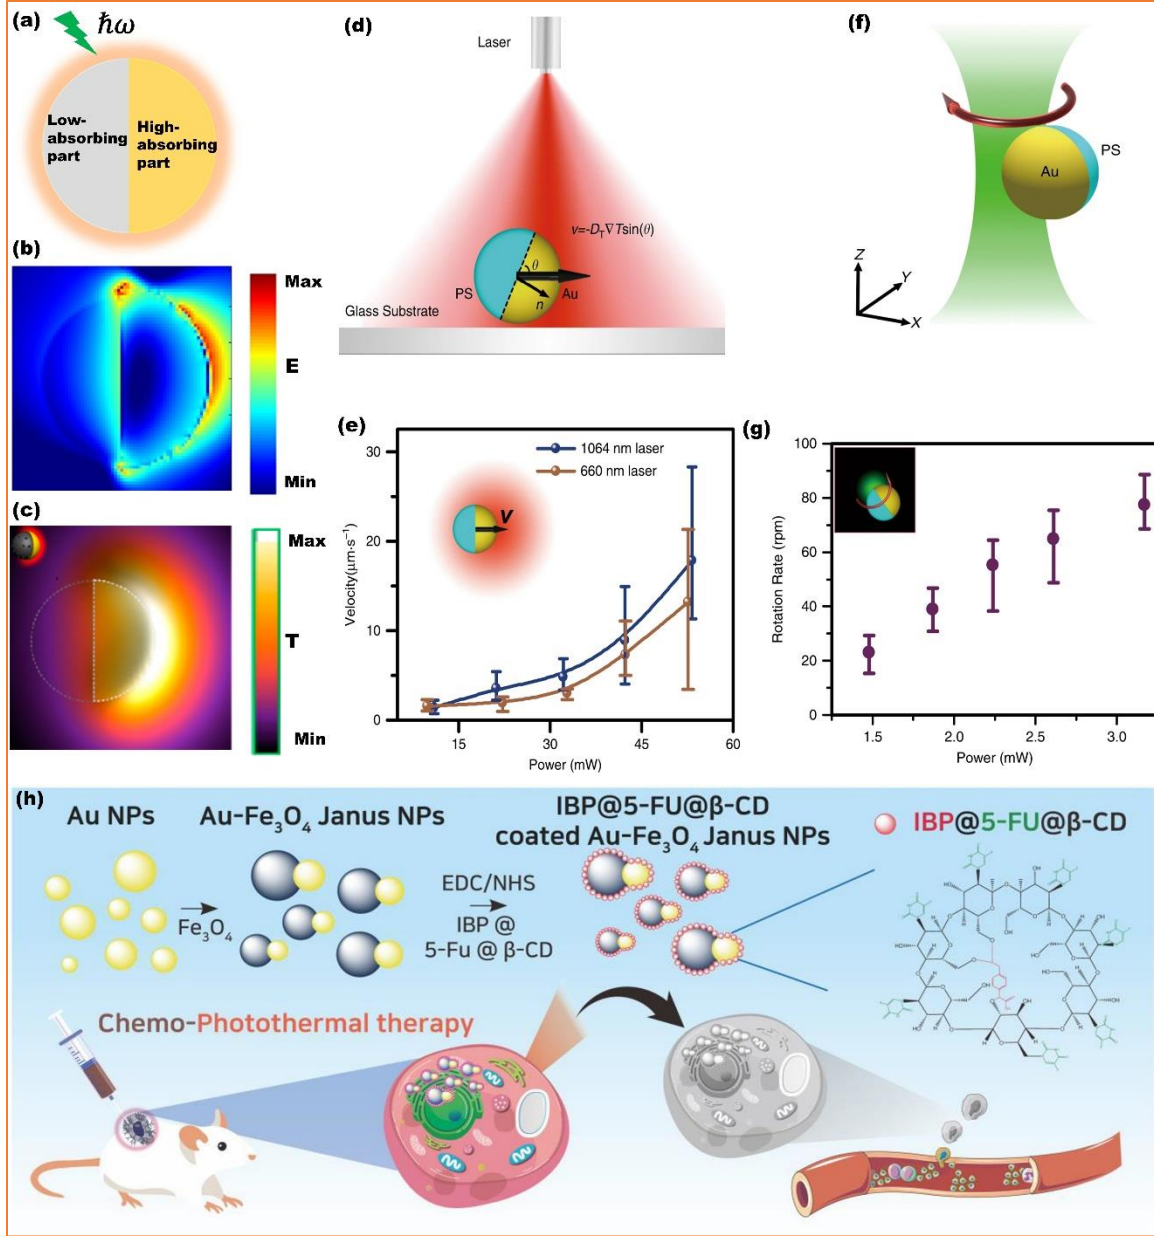 (a)
ℏω
Low-
absorbing
part
High-
absorbing
part
(b)
Max
E
Min
(c)
Max
T
Min
(d)
Laser
v=-D_T∇Tsin(θ)
θ
PS
Au
n
Glass Substrate
(e)
30
20
10
0
Velocity(μm·s⁻¹)
1064 nm laser
660 nm laser
V
15
30
45
60
Power (mW)
(f)
Au
PS
Z
Y
X
(g)
100
80
60
40
20
0
Rotation Rate (rpm)
1.5
2.0
2.5
3.0
Power (mW)
(h)
Au NPs
Fe₃O₄
Au-Fe₃O₄ Janus NPs
EDC/NHS
IBP @
5-Fu @ β-CD
IBP@5-FU@β-CD
coated Au-Fe₃O₄ Janus NPs
IBP@5-FU@β-CD
Chemo-Photothermal therapy